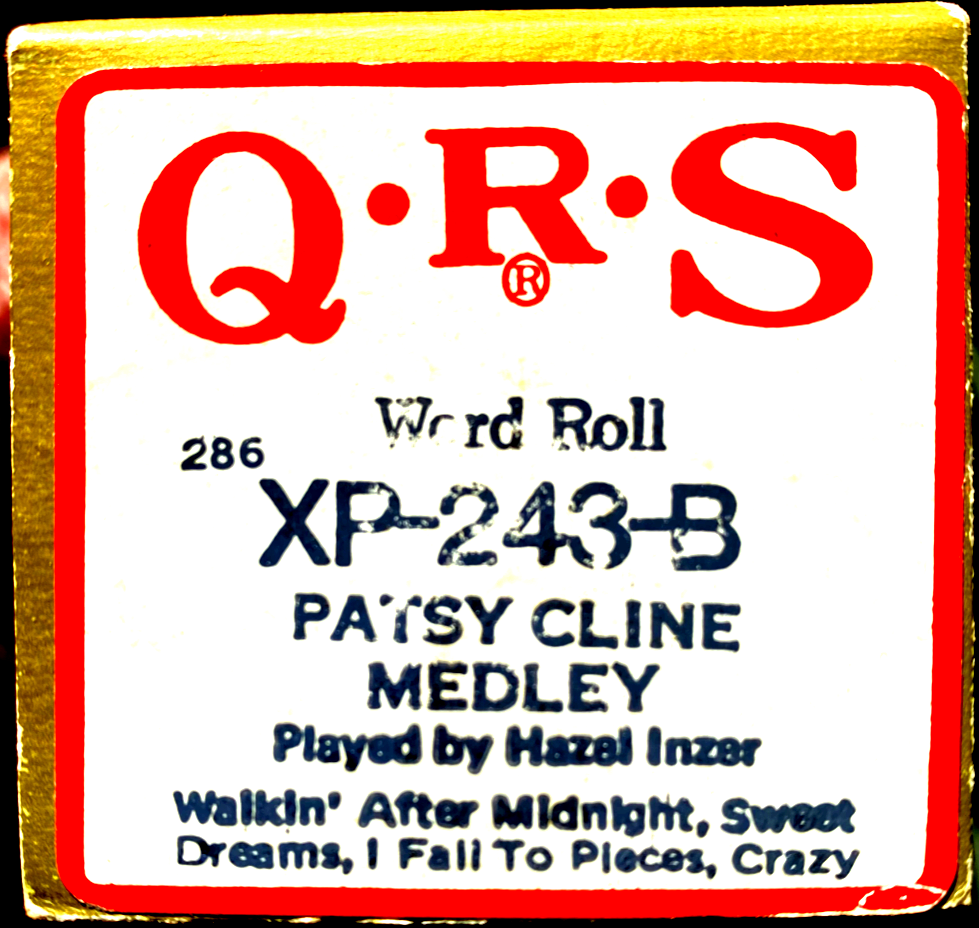 Q·R·S
®
Word Roll
286
XP-243-B
PATSY CLINE
MEDLEY
Played by Hazel Inzer
Walkin' After Midnight, Sweet
Dreams, I Fall To Pieces, Crazy